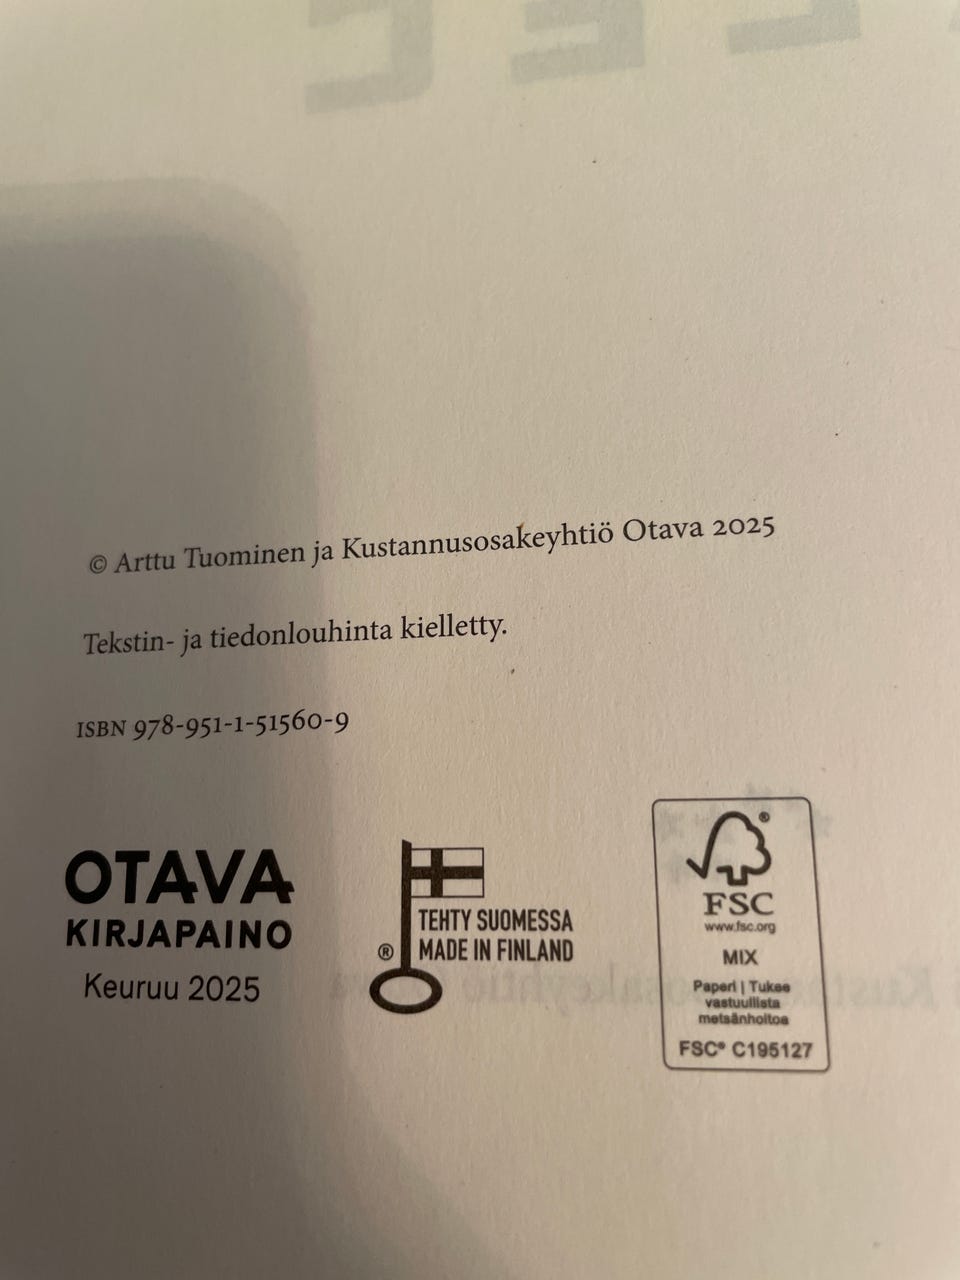 © Arttu Tuominen ja Kustannusosakeyhtiö Otava 2025
Tekstin- ja tiedonlouhinta kielletty.
ISBN 978-951-1-51560-9
OTAVA
KIRJAPAINO
Keuruu 2025
TEHTY SUOMESSA
® MADE IN FINLAND
®
FSC
www.fsc.org
MIX
Paperi | Tukee
vastuullista
metsänhoitoa
FSC® C195127